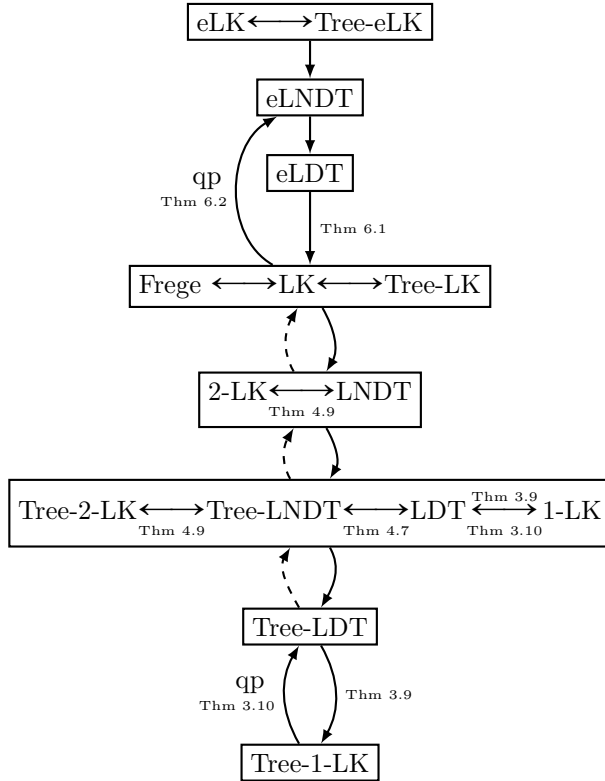 eLK ⟷ Tree-eLK
eLNDT
eLDT
qp
Thm 6.2
Thm 6.1
Frege ⟷ LK ⟷ Tree-LK
2-LK ⟷ LNDT
Thm 4.9
Thm 3.9
Tree-2-LK ⟷ Tree-LNDT ⟷ LDT ⟷ 1-LK
Thm 4.9 Thm 4.7 Thm 3.10
Tree-LDT
qp
Thm 3.10
Thm 3.9
Tree-1-LK